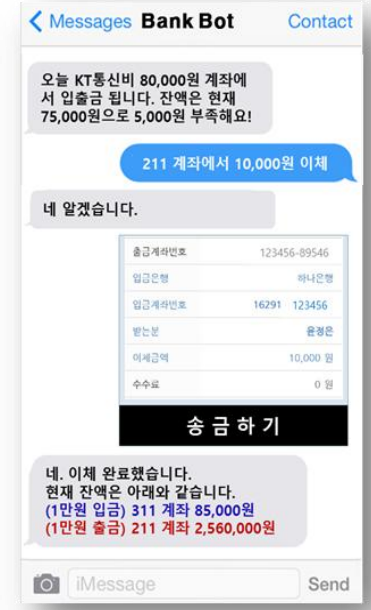 Messages Bank Bot Contact
오늘 KT통신비 80,000원 계좌에
서 입출금 됩니다. 잔액은 현재
75,000원으로 5,000원 부족해요!
211 계좌에서 10,000원 이체
네 알겠습니다.
출금계좌번호 123456-89546
입금은행 하나은행
입금계좌번호 16291 123456
받는분 윤정은
이체금액 10,000 원
수수료 0 원
송금하기
네. 이체 완료했습니다.
현재 잔액은 아래와 같습니다.
(1만원 입금) 311 계좌 85,000원
(1만원 출금) 211 계좌 2,560,000원
iMessage Send